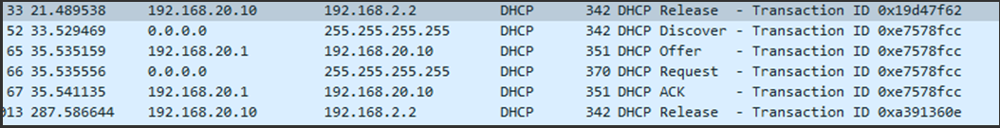 33 21.489538 192.168.20.10 192.168.2.2 DHCP 342 DHCP Release - Transaction ID 0x19d47f62
52 33.529469 0.0.0.0 255.255.255.255 DHCP 342 DHCP Discover - Transaction ID 0xe7578fcc
65 35.535159 192.168.20.1 192.168.20.10 DHCP 351 DHCP Offer - Transaction ID 0xe7578fcc
66 35.535556 0.0.0.0 255.255.255.255 DHCP 370 DHCP Request - Transaction ID 0xe7578fcc
67 35.541135 192.168.20.1 192.168.20.10 DHCP 351 DHCP ACK - Transaction ID 0xe7578fcc
013 287.586644 192.168.20.10 192.168.2.2 DHCP 342 DHCP Release - Transaction ID 0xa391360e